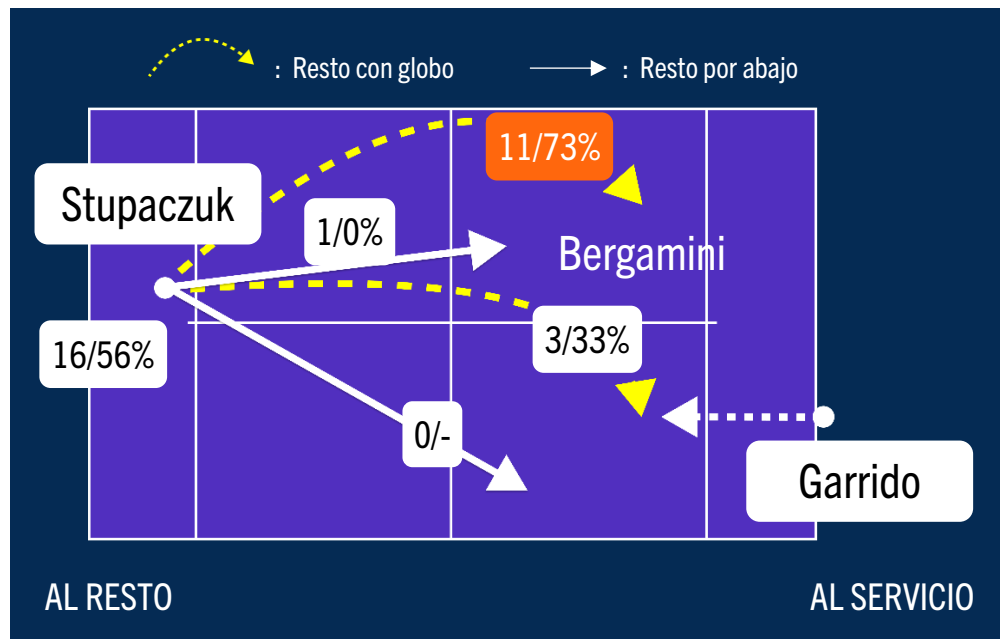 : Resto con globo
: Resto por abajo
11/73%
Stupaczuk
1/0%
Bergamini
16/56%
3/33%
0/-
Garrido
AL RESTO
AL SERVICIO